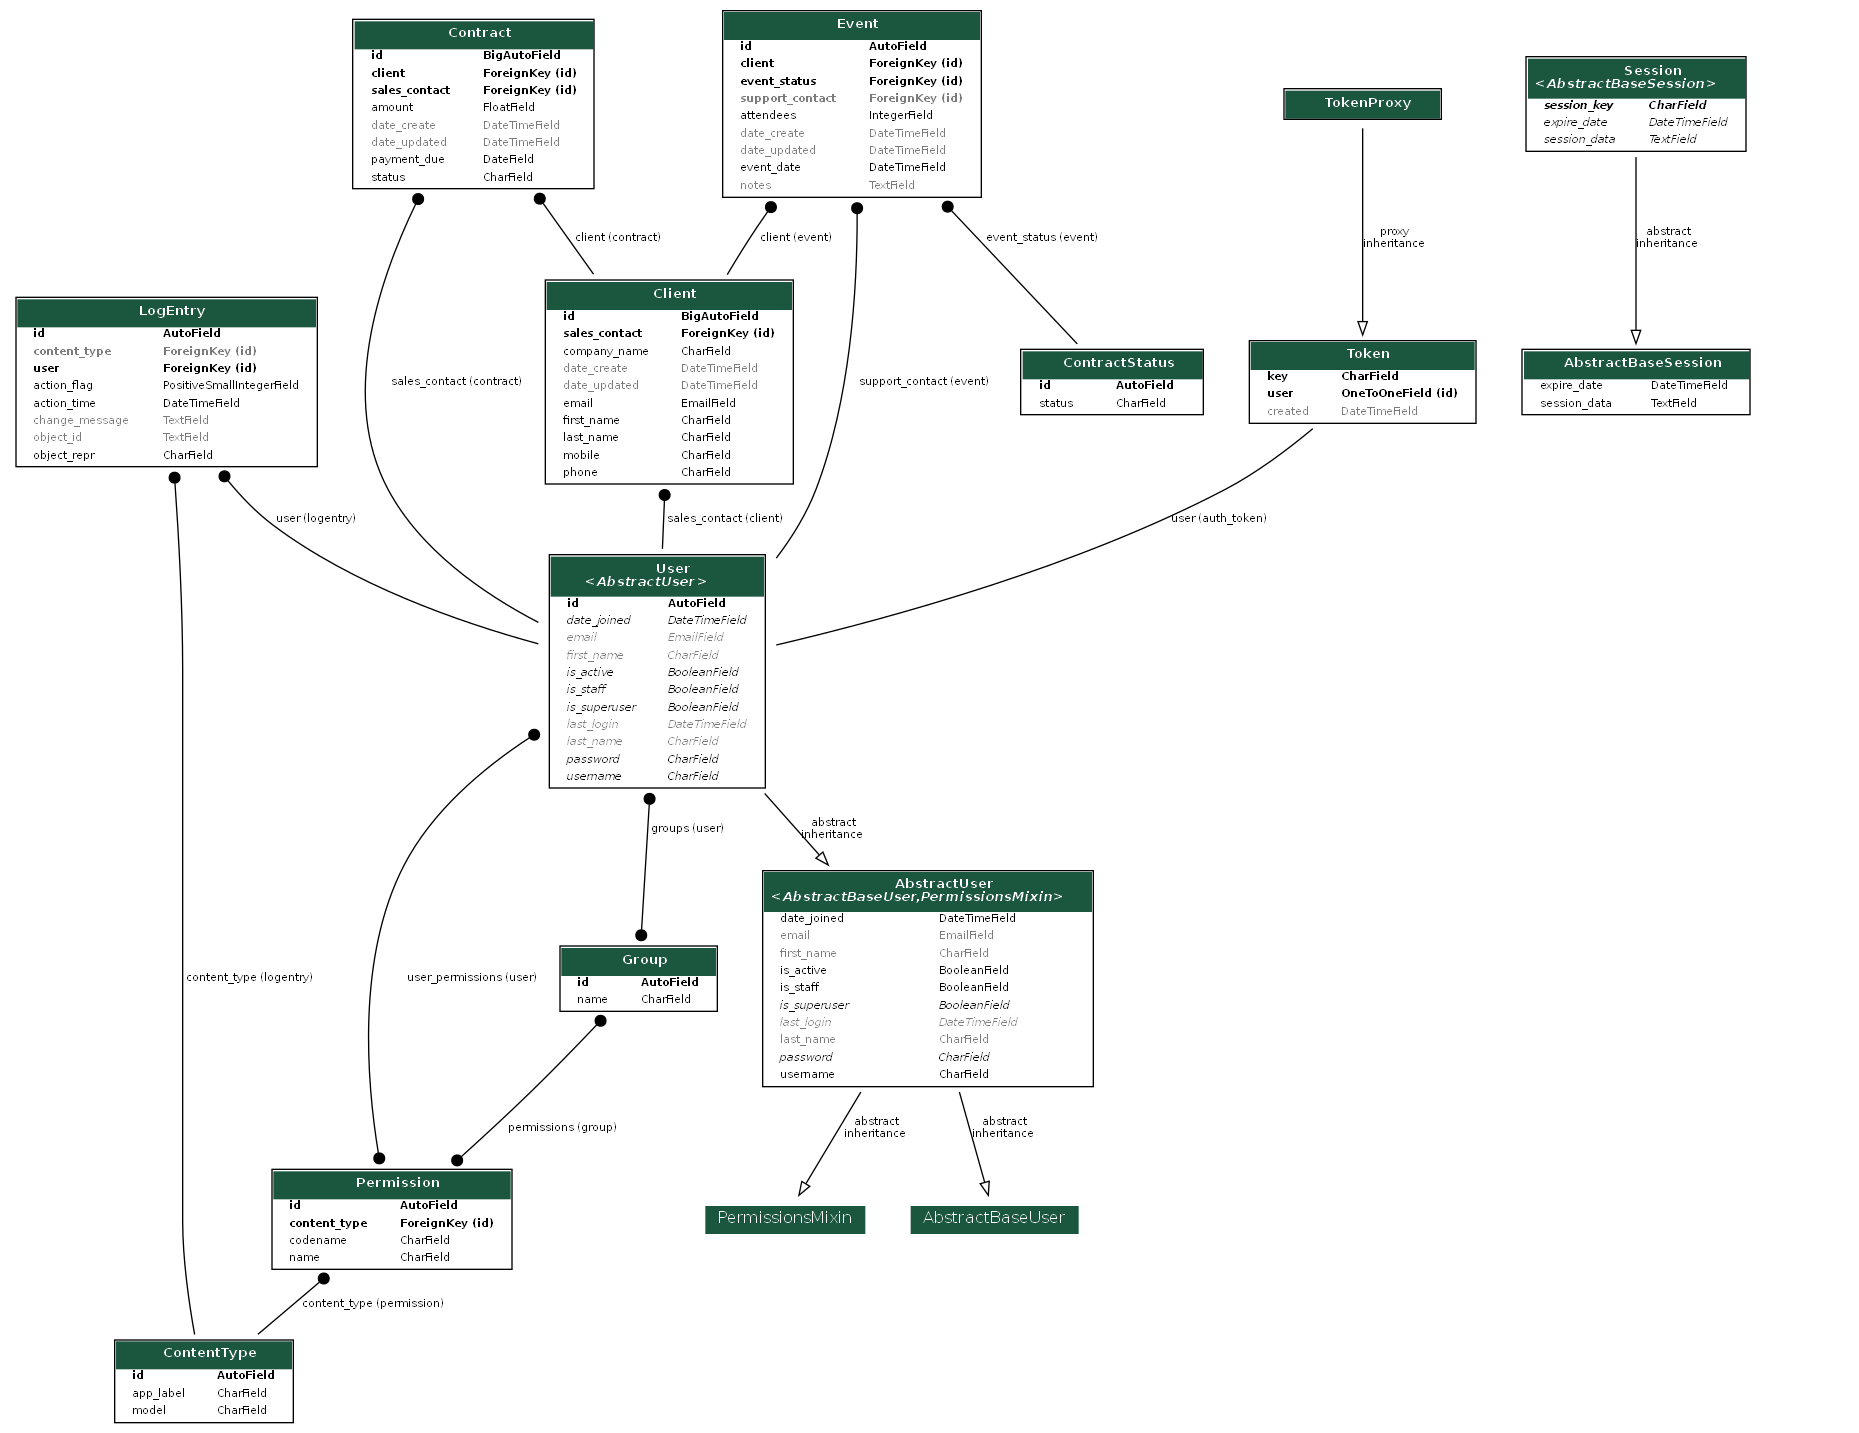 Contract
id BigAutoField
client ForeignKey (id)
sales_contact ForeignKey (id)
amount FloatField
date_create DateTimeField
date_updated DateTimeField
payment_due DateField
status CharField
Event
id AutoField
client ForeignKey (id)
event_status ForeignKey (id)
support_contact ForeignKey (id)
attendees IntegerField
date_create DateTimeField
date_updated DateTimeField
event_date DateTimeField
notes TextField
TokenProxy
Session
<AbstractBaseSession>
session_key CharField
expire_date DateTimeField
session_data TextField
client (contract)
client (event)
event_status (event)
proxy
inheritance
abstract
inheritance
LogEntry
id AutoField
content_type ForeignKey (id)
user ForeignKey (id)
action_flag PositiveSmallIntegerField
action_time DateTimeField
change_message TextField
object_id TextField
object_repr CharField
sales_contact (contract)
Client
id BigAutoField
sales_contact ForeignKey (id)
company_name CharField
date_create DateTimeField
date_updated DateTimeField
email EmailField
first_name CharField
last_name CharField
mobile CharField
phone CharField
support_contact (event)
ContractStatus
id AutoField
status CharField
Token
key CharField
user OneToOneField (id)
created DateTimeField
AbstractBaseSession
expire_date DateTimeField
session_data TextField
user (logentry)
sales_contact (client)
user (auth_token)
User
<AbstractUser>
id AutoField
date_joined DateTimeField
email EmailField
first_name CharField
is_active BooleanField
is_staff BooleanField
is_superuser BooleanField
last_login DateTimeField
last_name CharField
password CharField
username CharField
groups (user)
abstract
inheritance
AbstractUser
<AbstractBaseUser,PermissionsMixin>
date_joined DateTimeField
email EmailField
first_name CharField
is_active BooleanField
is_staff BooleanField
is_superuser BooleanField
last_login DateTimeField
last_name CharField
password CharField
username CharField
content_type (logentry)
user_permissions (user)
Group
id AutoField
name CharField
permissions (group)
abstract
inheritance
abstract
inheritance
Permission
id AutoField
content_type ForeignKey (id)
codename CharField
name CharField
PermissionsMixin
AbstractBaseUser
content_type (permission)
ContentType
id AutoField
app_label CharField
model CharField